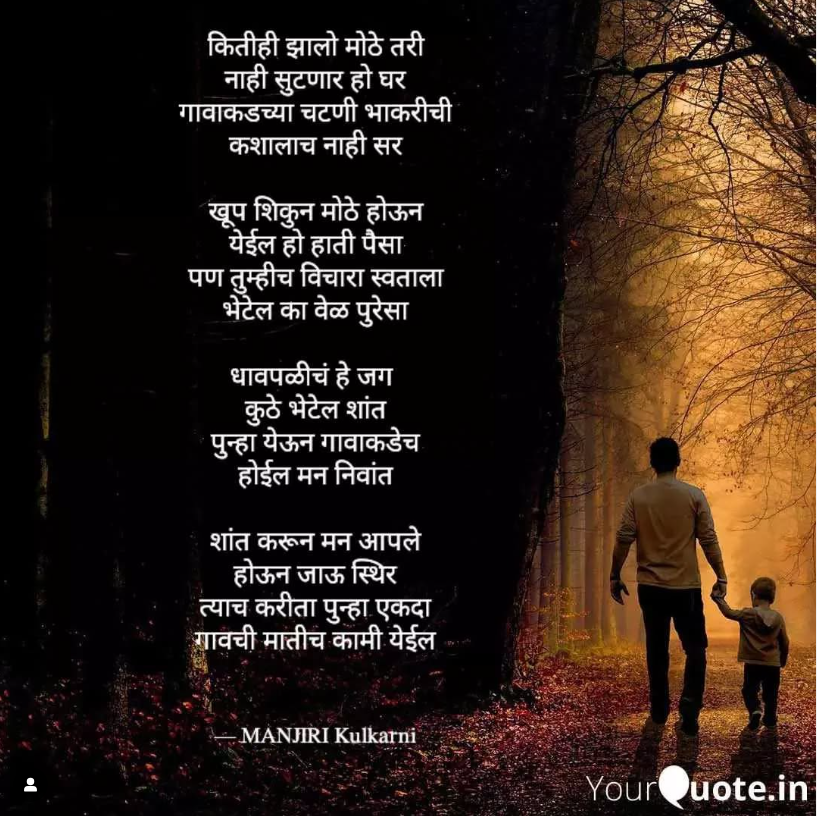 कितीही झालो मोठे तरी
नाही सुटणार हो घर
गावाकडच्या चटणी भाकरीची
कशालाच नाही सर
खूप शिकुन मोठे होऊन
येईल हो हाती पैसा
पण तुम्हीच विचारा स्वताला
भेटेल का वेळ पुरेसा
धावपळीचं हे जग
कुठे भेटेल शांत
पुन्हा येऊन गावाकडेच
होईल मन निवांत
शांत करून मन आपले
होऊन जाऊ स्थिर
त्याच करीता पुन्हा एकदा
गावची मातीच कामी येईल
— MANJIRI Kulkarni
YourQuote.in